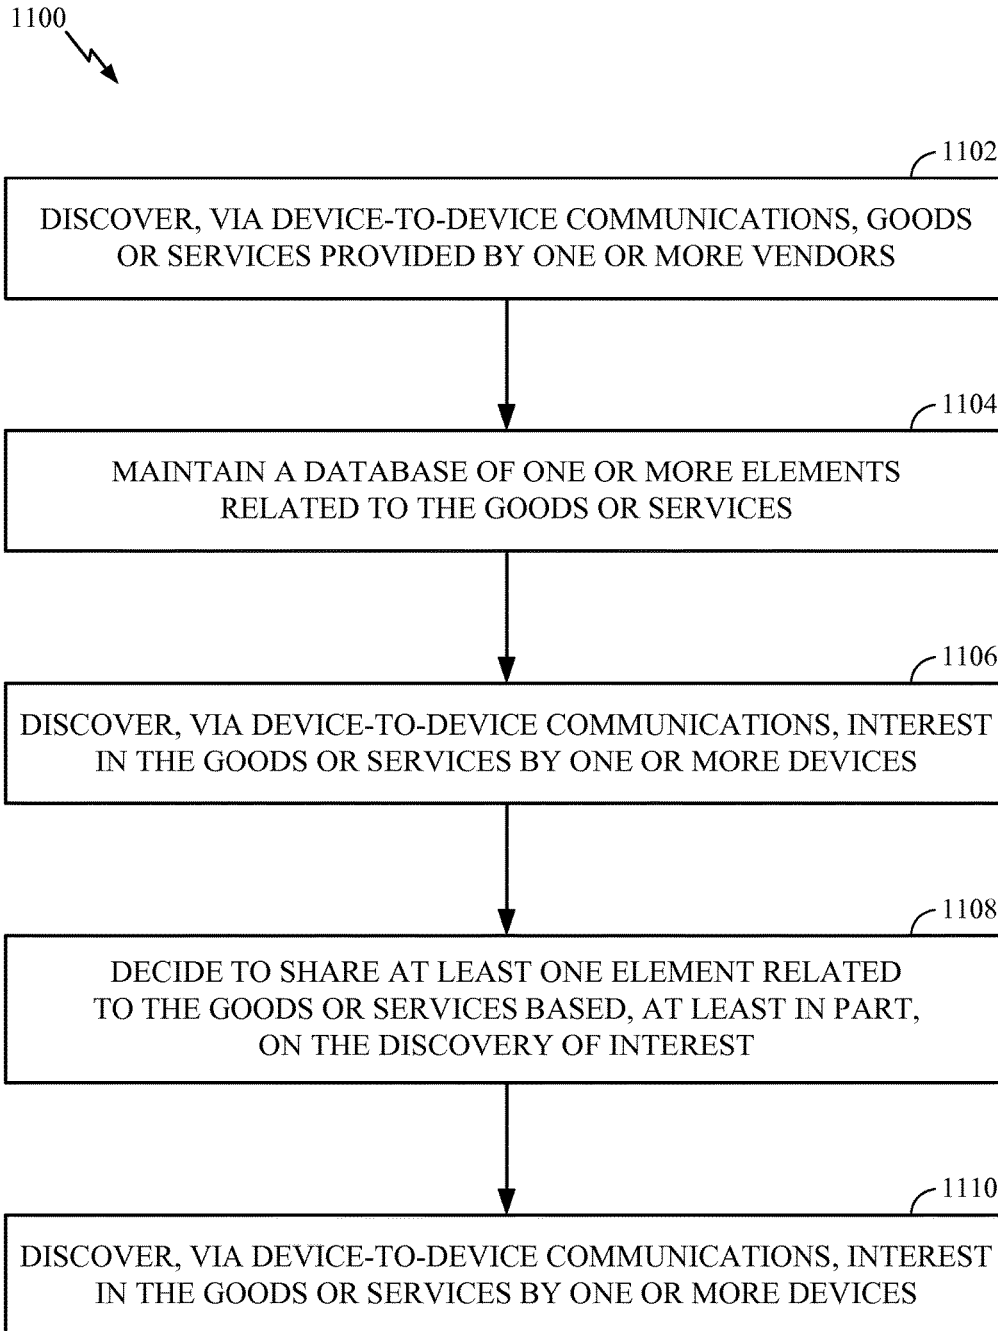 1100
1102
DISCOVER, VIA DEVICE-TO-DEVICE COMMUNICATIONS, GOODS
OR SERVICES PROVIDED BY ONE OR MORE VENDORS
1104
MAINTAIN A DATABASE OF ONE OR MORE ELEMENTS
RELATED TO THE GOODS OR SERVICES
1106
DISCOVER, VIA DEVICE-TO-DEVICE COMMUNICATIONS, INTEREST
IN THE GOODS OR SERVICES BY ONE OR MORE DEVICES
1108
DECIDE TO SHARE AT LEAST ONE ELEMENT RELATED
TO THE GOODS OR SERVICES BASED, AT LEAST IN PART,
ON THE DISCOVERY OF INTEREST
1110
DISCOVER, VIA DEVICE-TO-DEVICE COMMUNICATIONS, INTEREST
IN THE GOODS OR SERVICES BY ONE OR MORE DEVICES